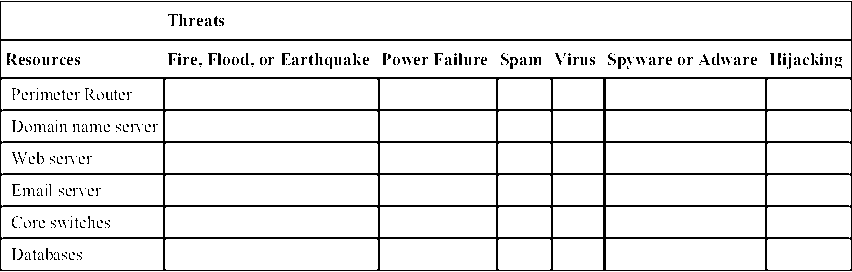 Threats
Resources Fire, Flood, or Earthquake Power Failure Spam Virus Spyware or Adware Hijacking
Perimeter Router
Domain name server
Web server
Email server
Core switches
Databases